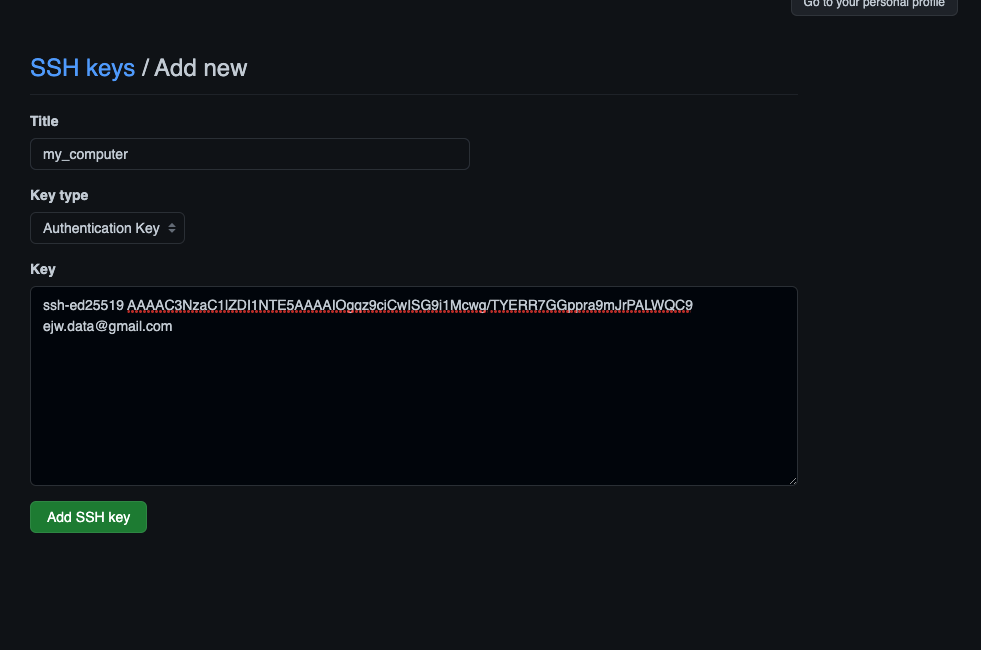 Go to your personal profile
SSH keys / Add new
Title
my_computer
Key type
Authentication Key
Key
ssh-ed25519 AAAAC3NzaC1lZDI1NTE5AAAAIOgqz9ciCwISG9i1Mcwg/TYERR7GGppra9mJrPALWQC9
ejw.data@gmail.com
Add SSH key